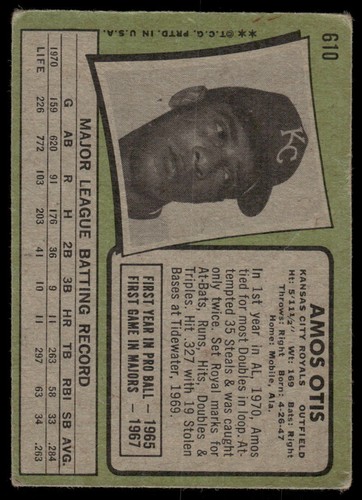 610
**©T.C.G. PRTD. IN U.S.A.
KC
AMOS OTIS
KANSAS CITY ROYALS OUTFIELD
Ht: 5'11½" Wt: 169 Bats: Right
Throws: Right Born: 4-26-47
Home: Mobile, Ala.
In 1st year in AL, 1970, Amos
tied for most Doubles in loop. At-
tempted 35 Steals & was caught
only twice. Set Royal marks for
At-Bats, Runs, Hits, Doubles &
Triples. Hit .327 with 19 Stolen
Bases at Tidewater, 1969.
FIRST YEAR IN PRO BALL — 1965
FIRST GAME IN MAJORS — 1967
MAJOR LEAGUE BATTING RECORD
G AB R H 2B 3B HR TB RBI SB AVG.
1970 159 620 91 176 36 9 11 263 58 33 .284
LIFE 226 772 103 203 41 10 11 297 63 34 .263